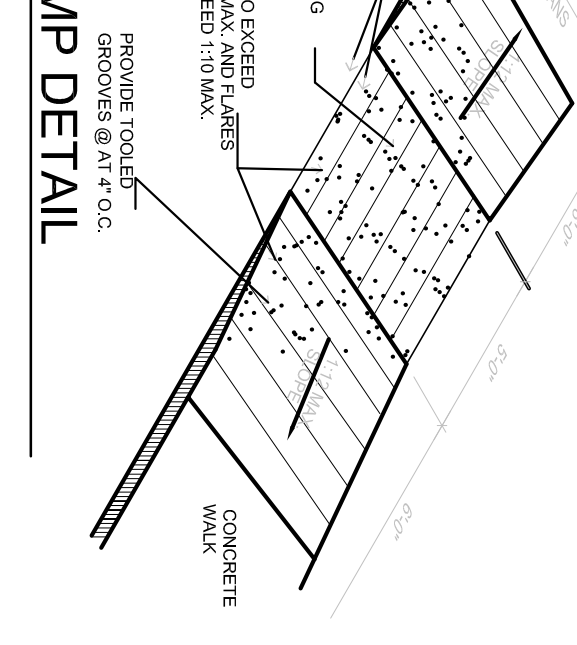 G
O EXCEED
MAX. AND FLARES
EED 1:10 MAX.
PROVIDE TOOLED
GROOVES @ AT 4" O.C.
MP DETAIL
1:12 MAX
SLOPE
1:12 MAX
SLOPE
CONCRETE
WALK
6'-0"
5'-0"
6'-0"